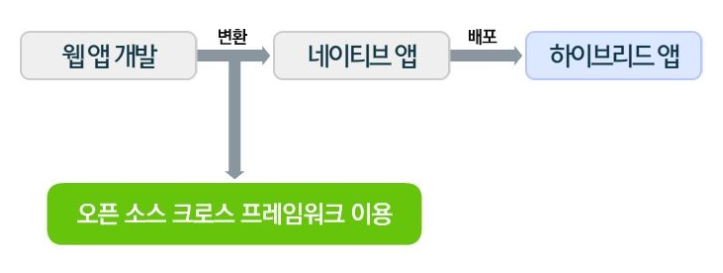 웹 앱 개발
변환
네이티브 앱
배포
하이브리드 앱
오픈 소스 크로스 프레임워크 이용